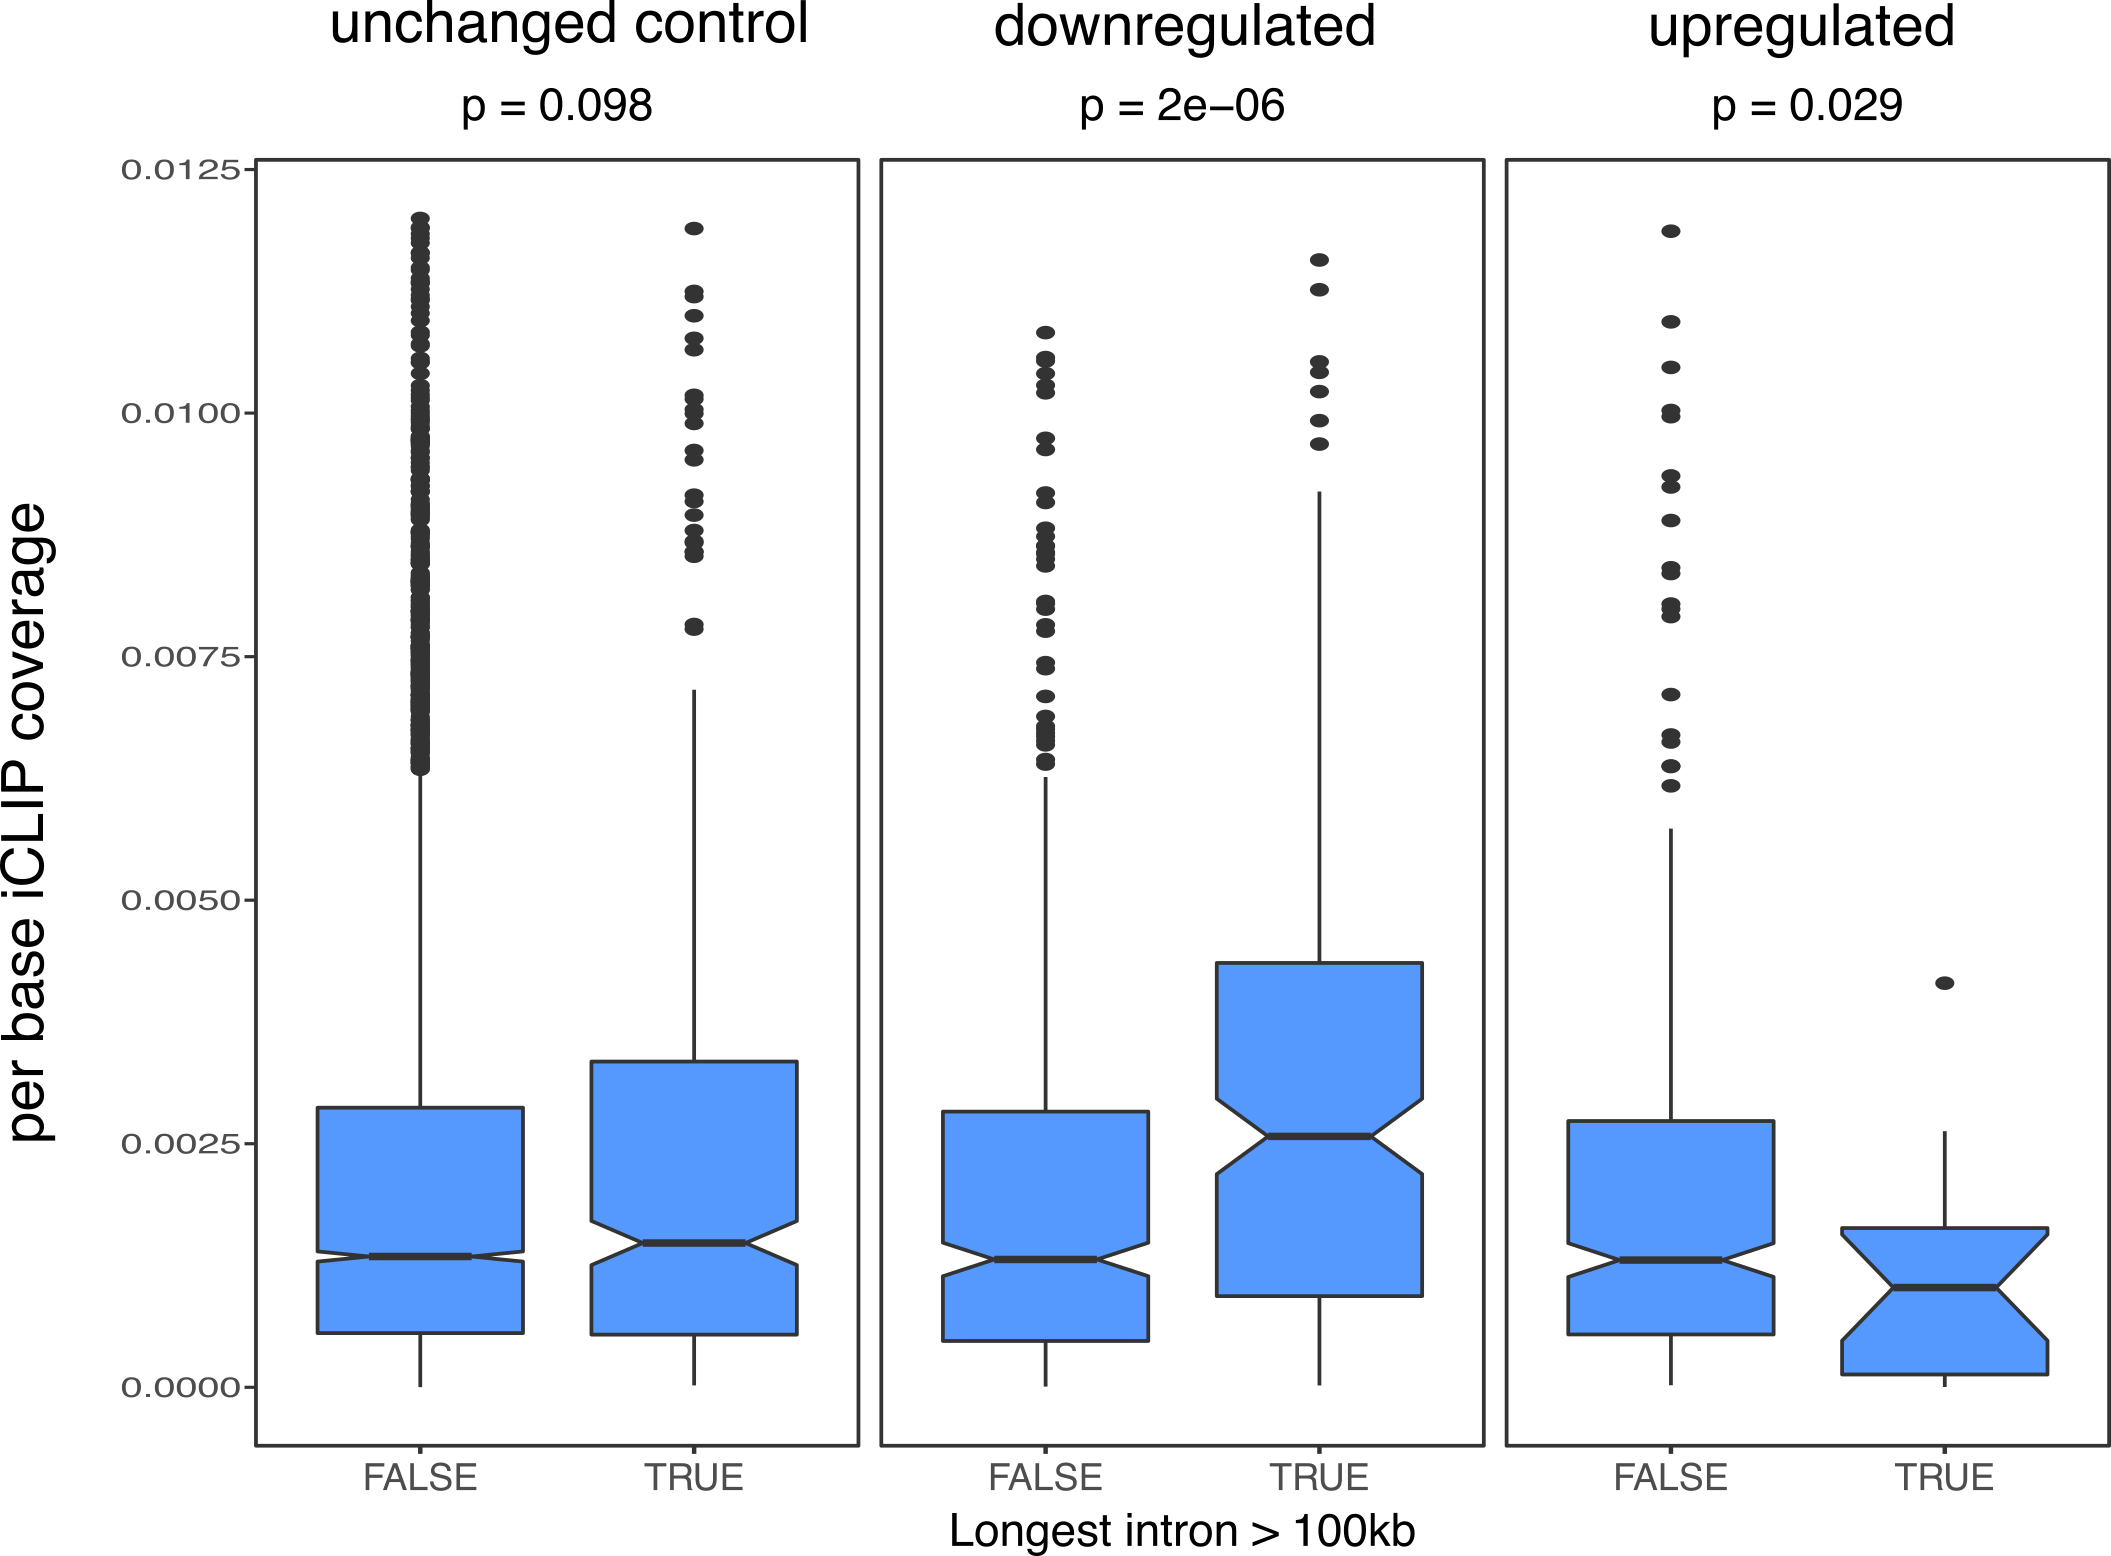 unchanged control
downregulated
upregulated
p = 0.098
p = 2e−06
p = 0.029
per base iCLIP coverage
0.0125
0.0100
0.0075
0.0050
0.0025
0.0000
FALSE TRUE
FALSE TRUE
FALSE TRUE
Longest intron > 100kb